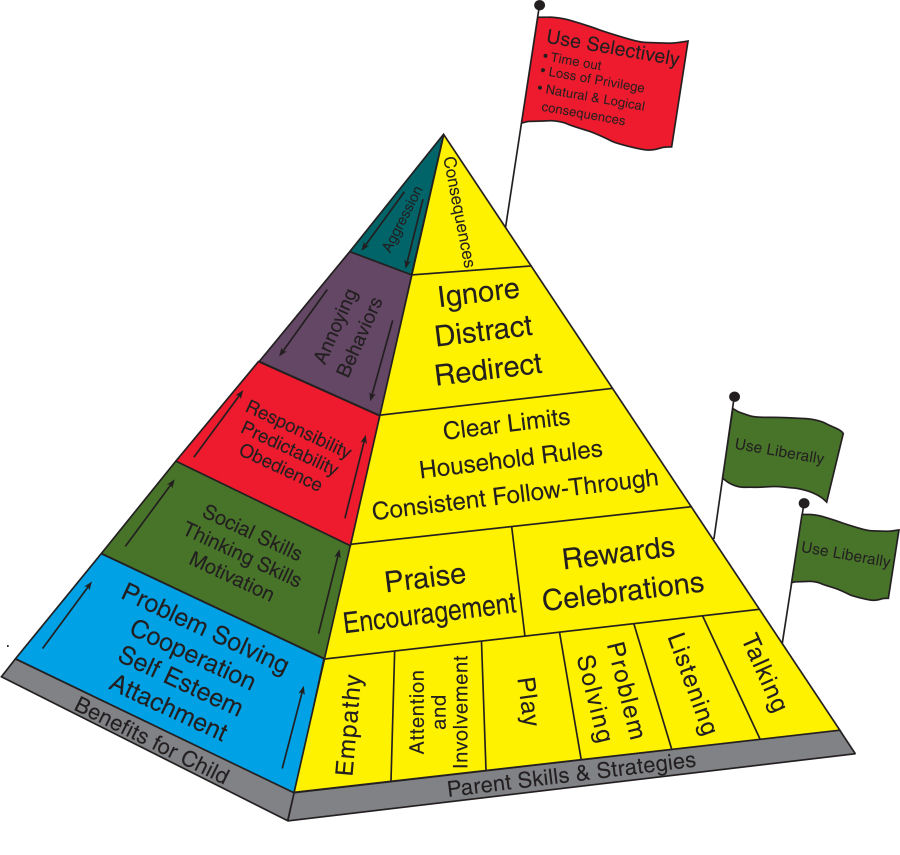 Use Selectively
• Time out
• Loss of Privilege
• Natural & Logical
consequences
Aggression
Consequences
Annoying
Behaviors
Ignore
Distract
Redirect
Responsibility
Predictability
Obedience
Clear Limits
Household Rules
Consistent Follow-Through
Use Liberally
Social Skills
Thinking Skills
Motivation
Praise
Encouragement
Rewards
Celebrations
Use Liberally
Problem Solving
Cooperation
Self Esteem
Attachment
Empathy
Attention
and
Involvement
Play
Problem
Solving
Listening
Talking
Benefits for Child
Parent Skills & Strategies